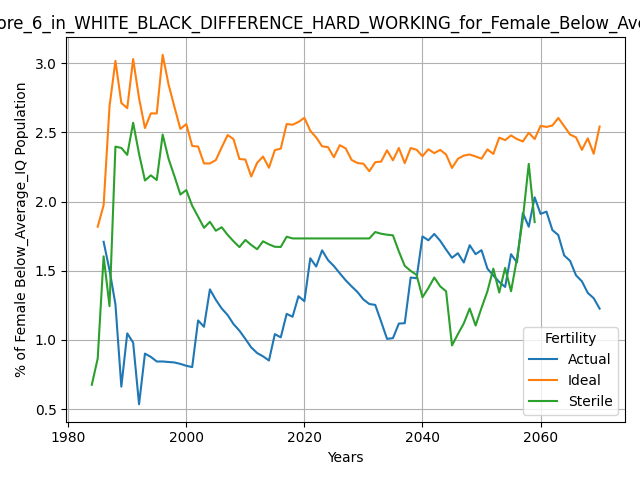 ore_6_in_WHITE_BLACK_DIFFERENCE_HARD_WORKING_for_Female_Below_Ave
% of Female Below_Average_IQ Population
3.0
2.5
2.0
1.5
1.0
0.5
1980 2000 2020 2040 2060
Years
Fertility
Actual
Ideal
Sterile